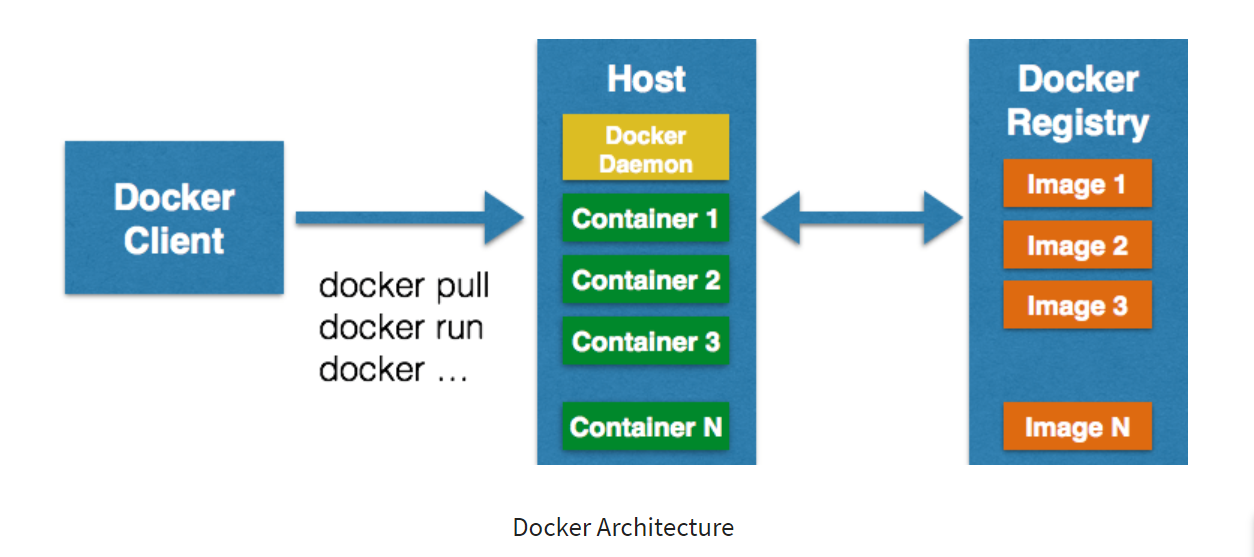 Docker
Client
docker pull
docker run
docker ...
Host
Docker
Daemon
Container 1
Container 2
Container 3
Container N
Docker
Registry
Image 1
Image 2
Image 3
Image N
Docker Architecture